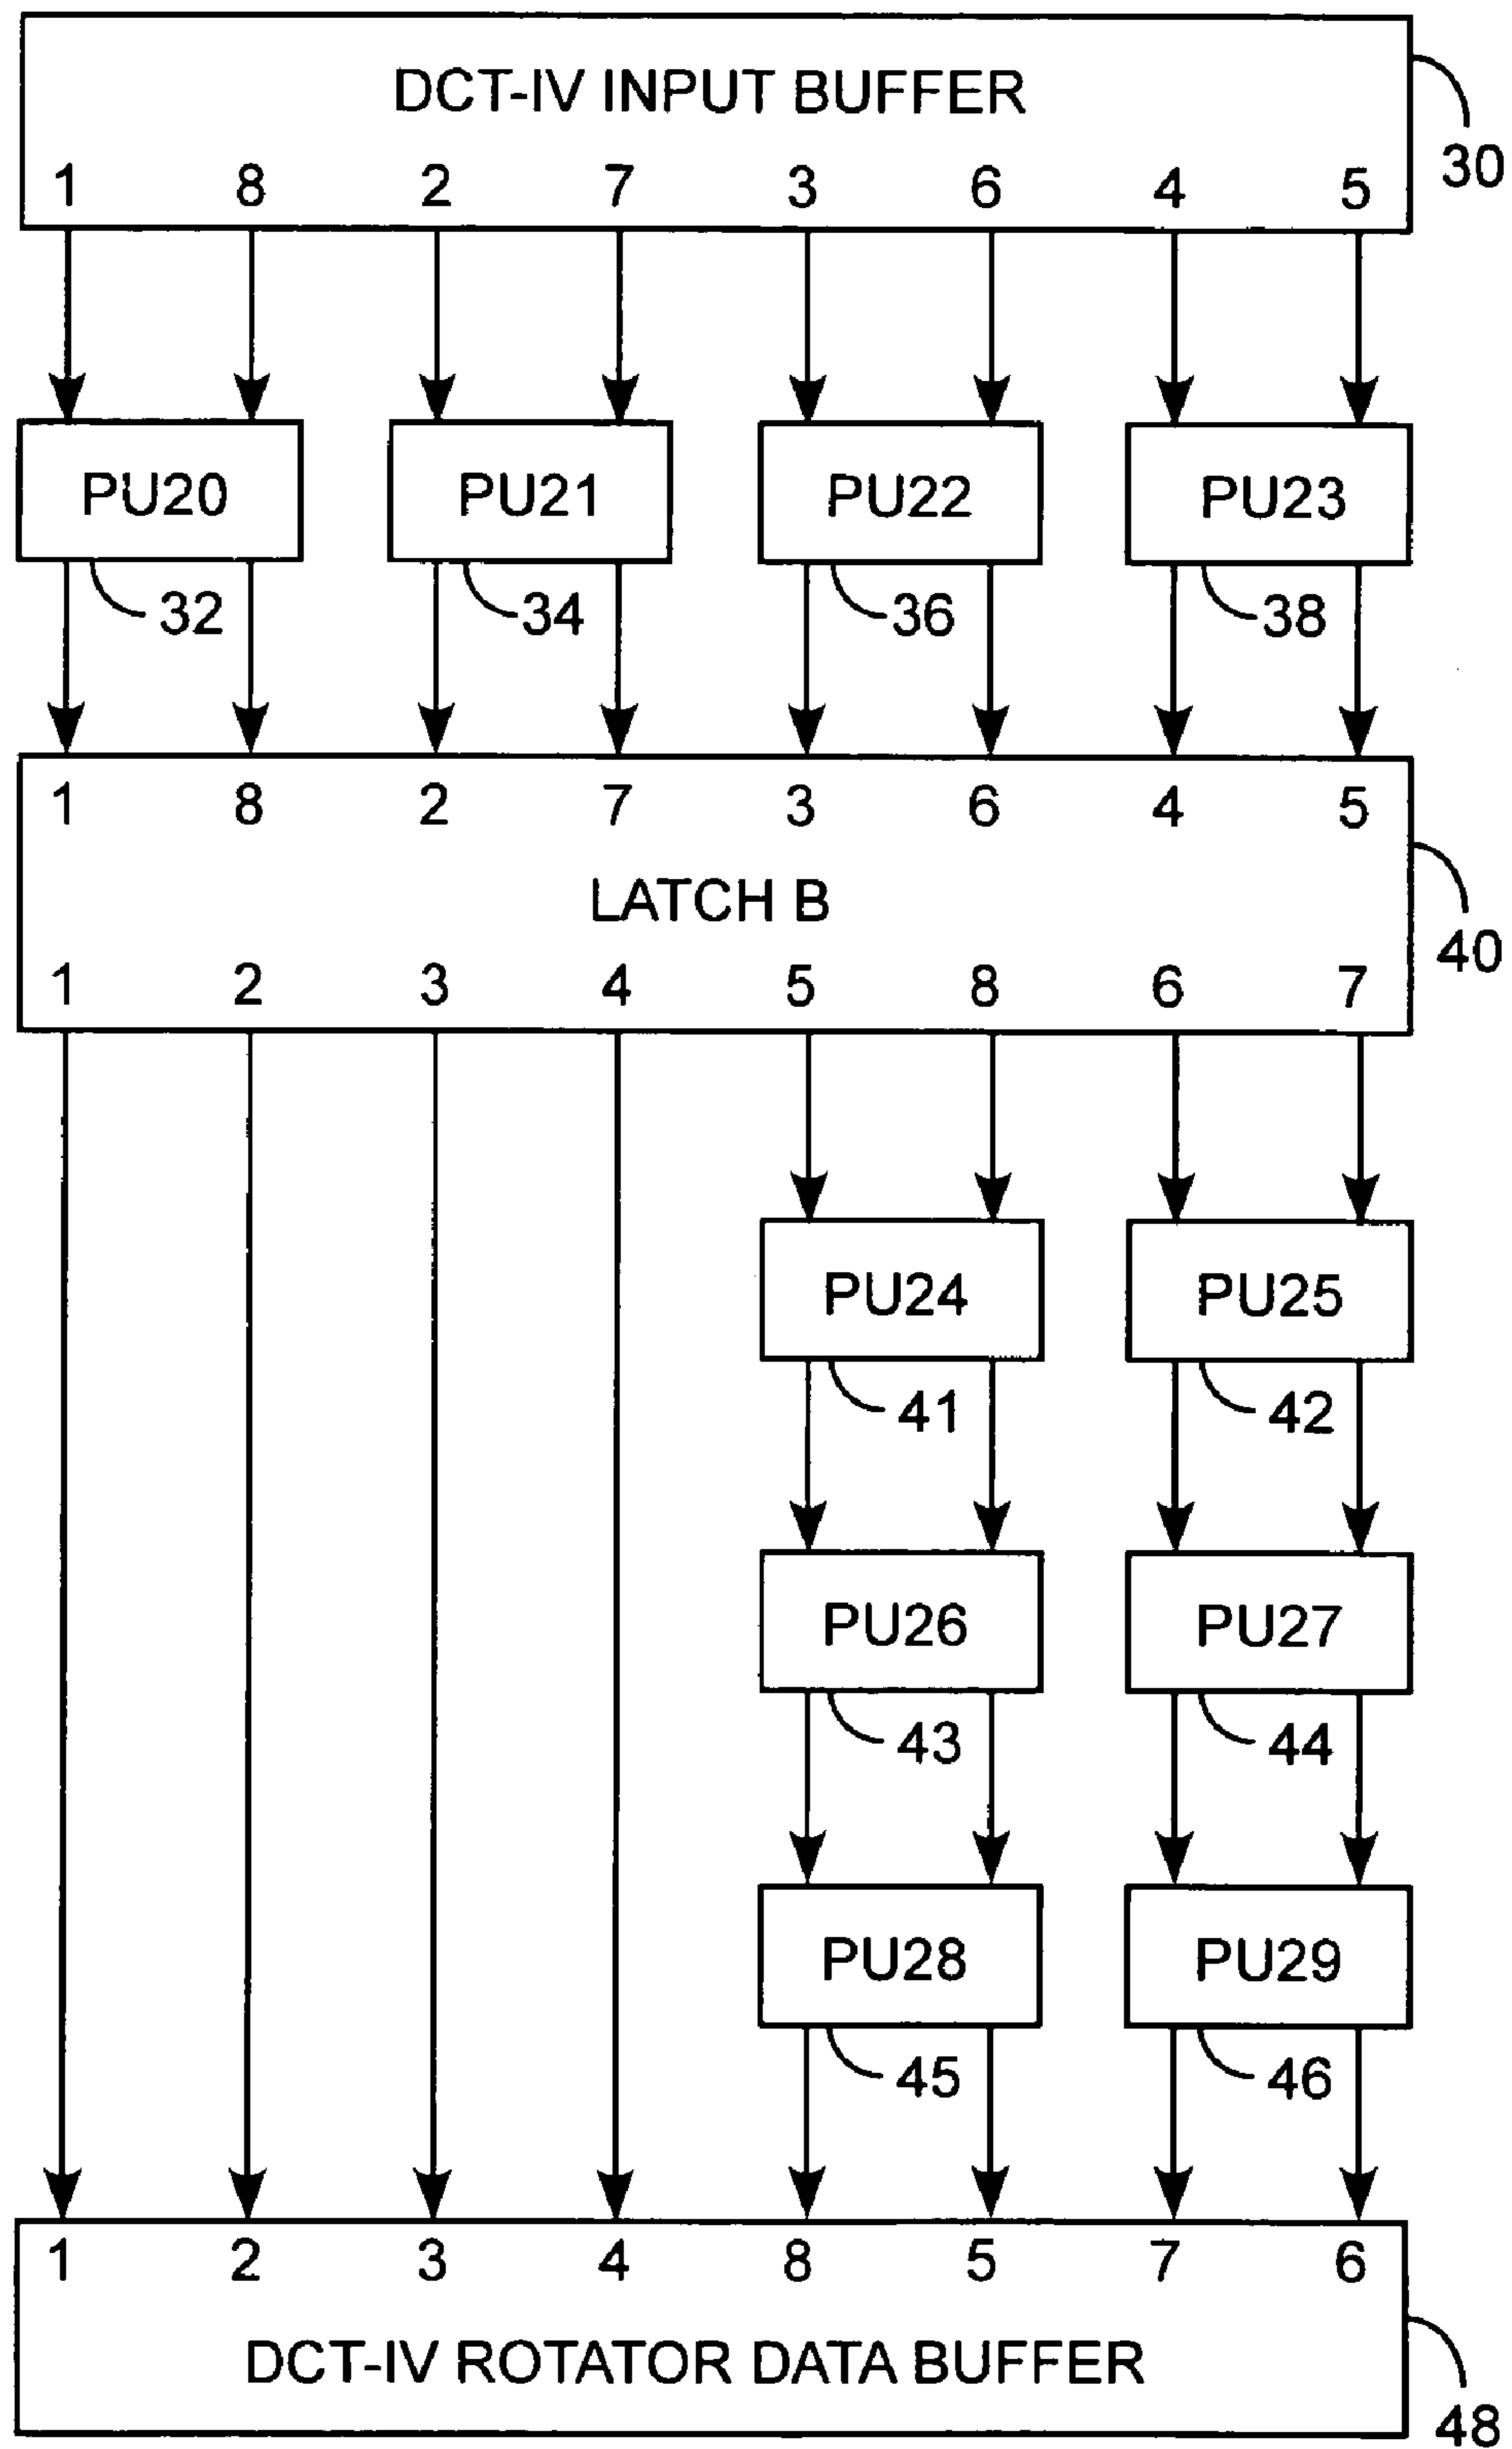 DCT-IV INPUT BUFFER
30
1 8 2 7 3 6 4 5
PU20 PU21 PU22 PU23
32 34 36 38
1 8 2 7 3 6 4 5
LATCH B
40
1 2 3 4 5 8 6 7
PU24 PU25
41 42
PU26 PU27
43 44
PU28 PU29
45 46
1 2 3 4 8 5 7 6
DCT-IV ROTATOR DATA BUFFER
48